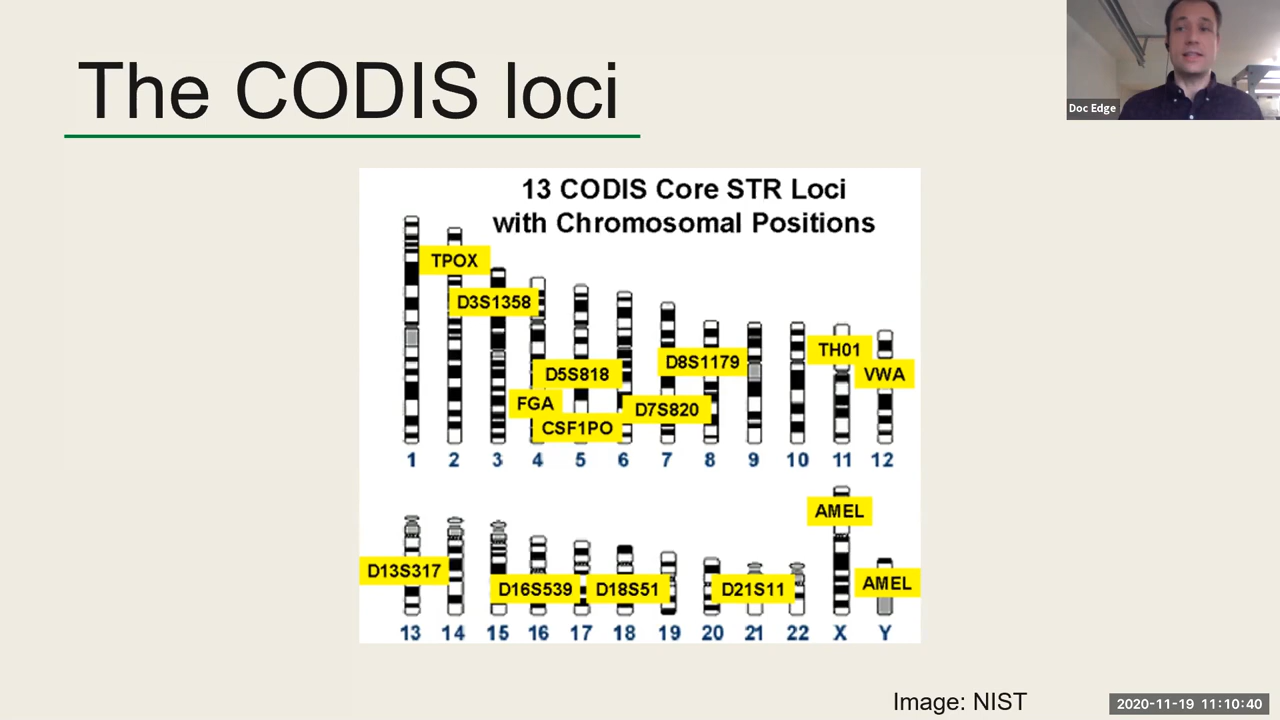 The CODIS loci
Doc Edge
13 CODIS Core STR Loci
with Chromosomal Positions
TPOX
D3S1358
TH01
D8S1179
D5S818
VWA
FGA
D7S820
CSF1PO
1 2 3 4 5 6 7 8 9 10 11 12
AMEL
D13S317
AMEL
D16S539 D18S51 D21S11
13 14 15 16 17 18 19 20 21 22 X Y
Image: NIST
2020-11-19 11:10:40